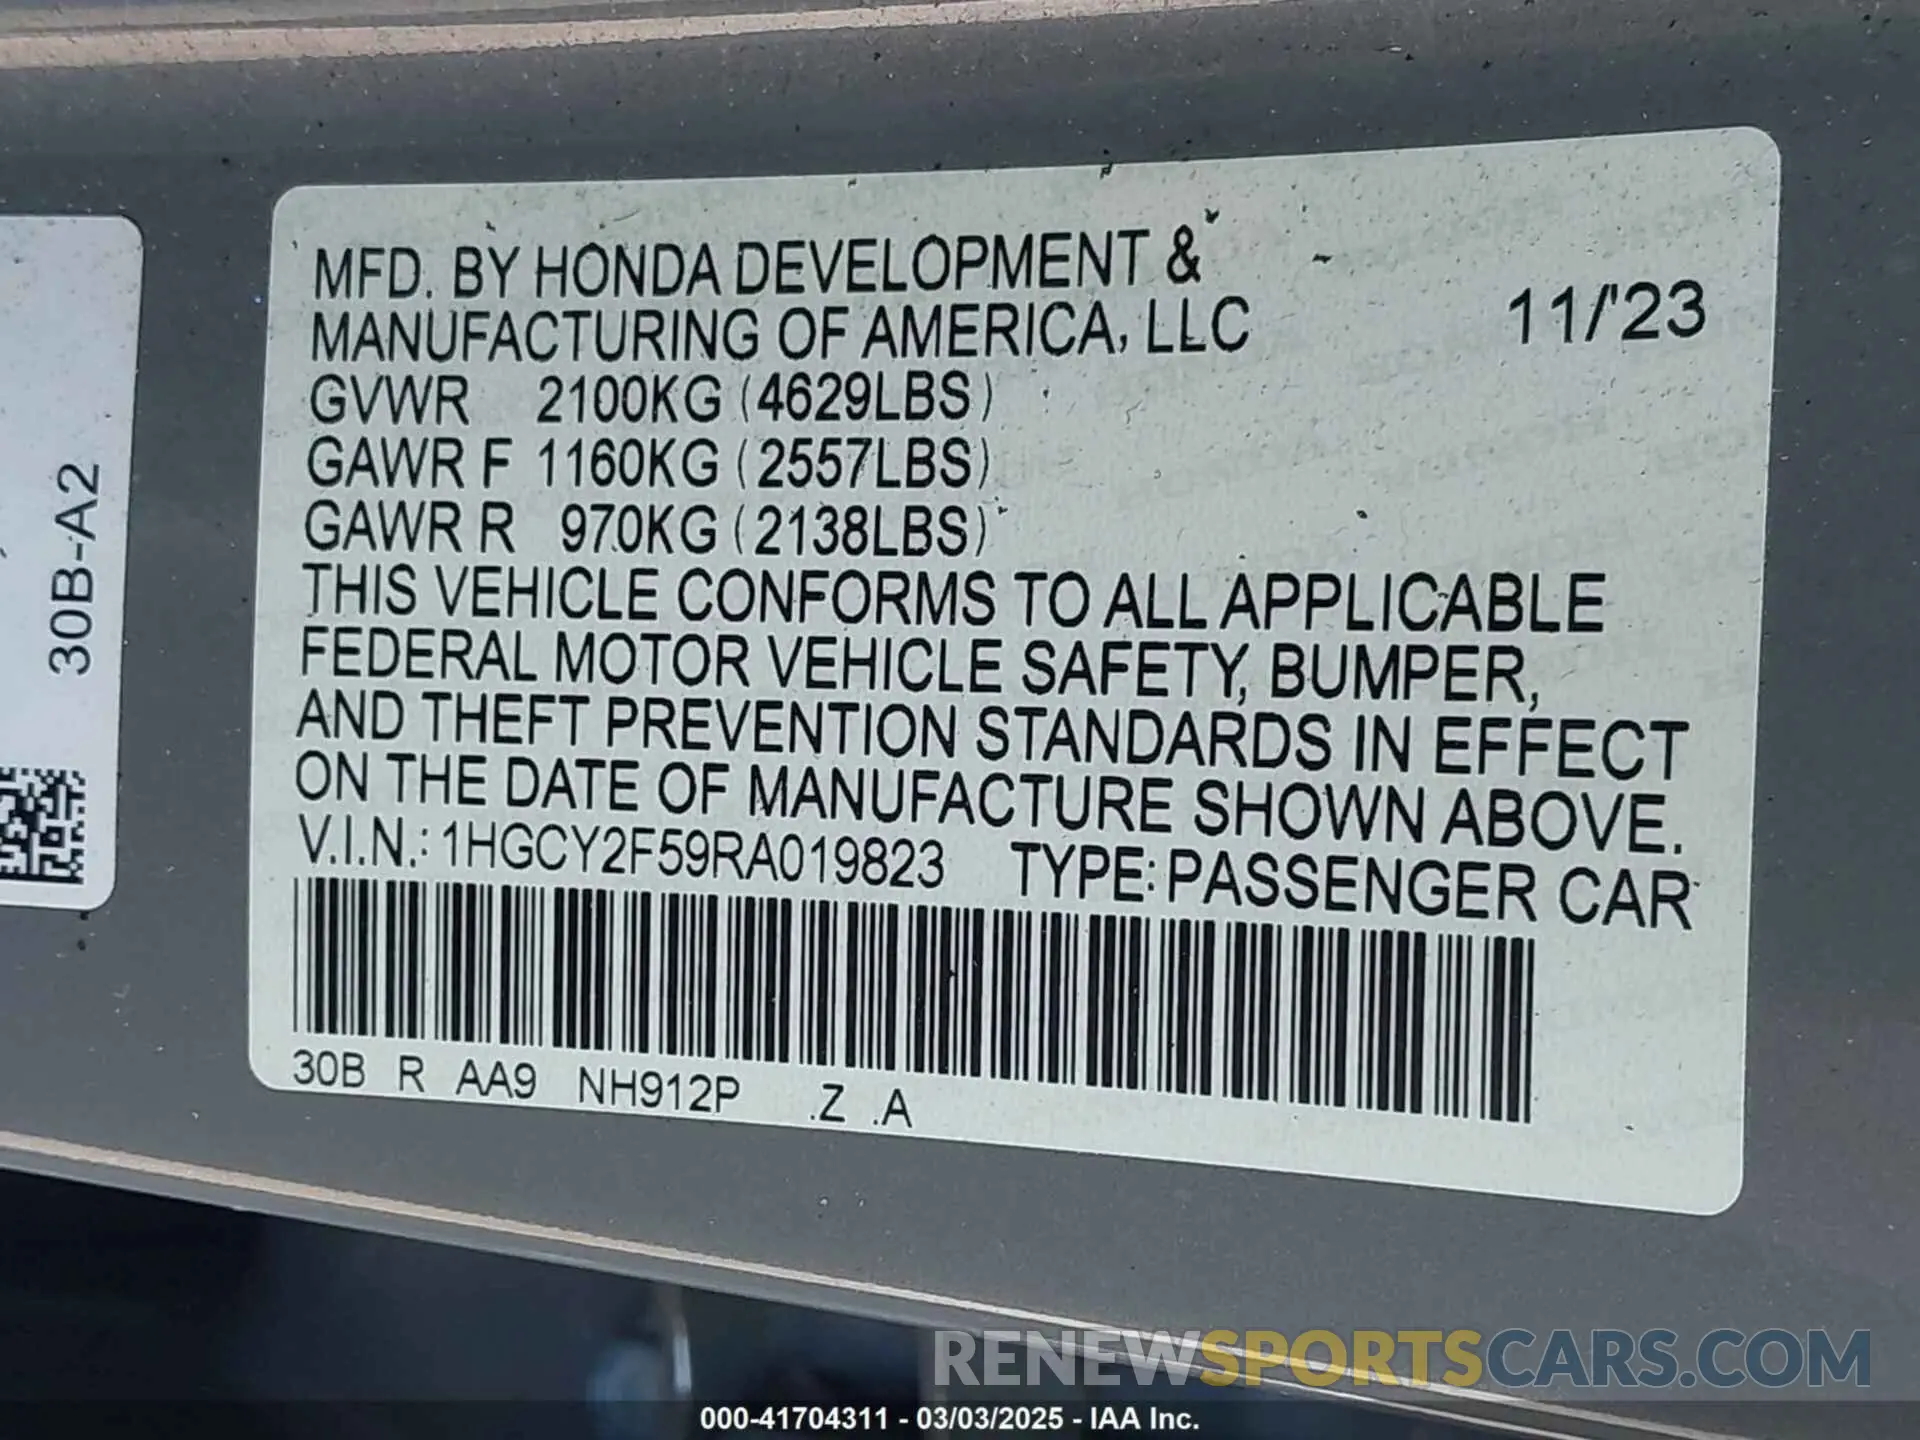 MFD. BY HONDA DEVELOPMENT &
MANUFACTURING OF AMERICA, LLC
11/'23
GVWR 2100KG (4629LBS)
GAWR F 1160KG (2557LBS)
GAWR R 970KG (2138LBS)
THIS VEHICLE CONFORMS TO ALL APPLICABLE
FEDERAL MOTOR VEHICLE SAFETY, BUMPER,
AND THEFT PREVENTION STANDARDS IN EFFECT
ON THE DATE OF MANUFACTURE SHOWN ABOVE.
V.I.N.: 1HGCY2F59RA019823 TYPE: PASSENGER CAR
30B R AA9 NH912P .Z .A
30B-A2
RENEWSPORTSCARS.COM
000-41704311 - 03/03/2025 - IAA Inc.